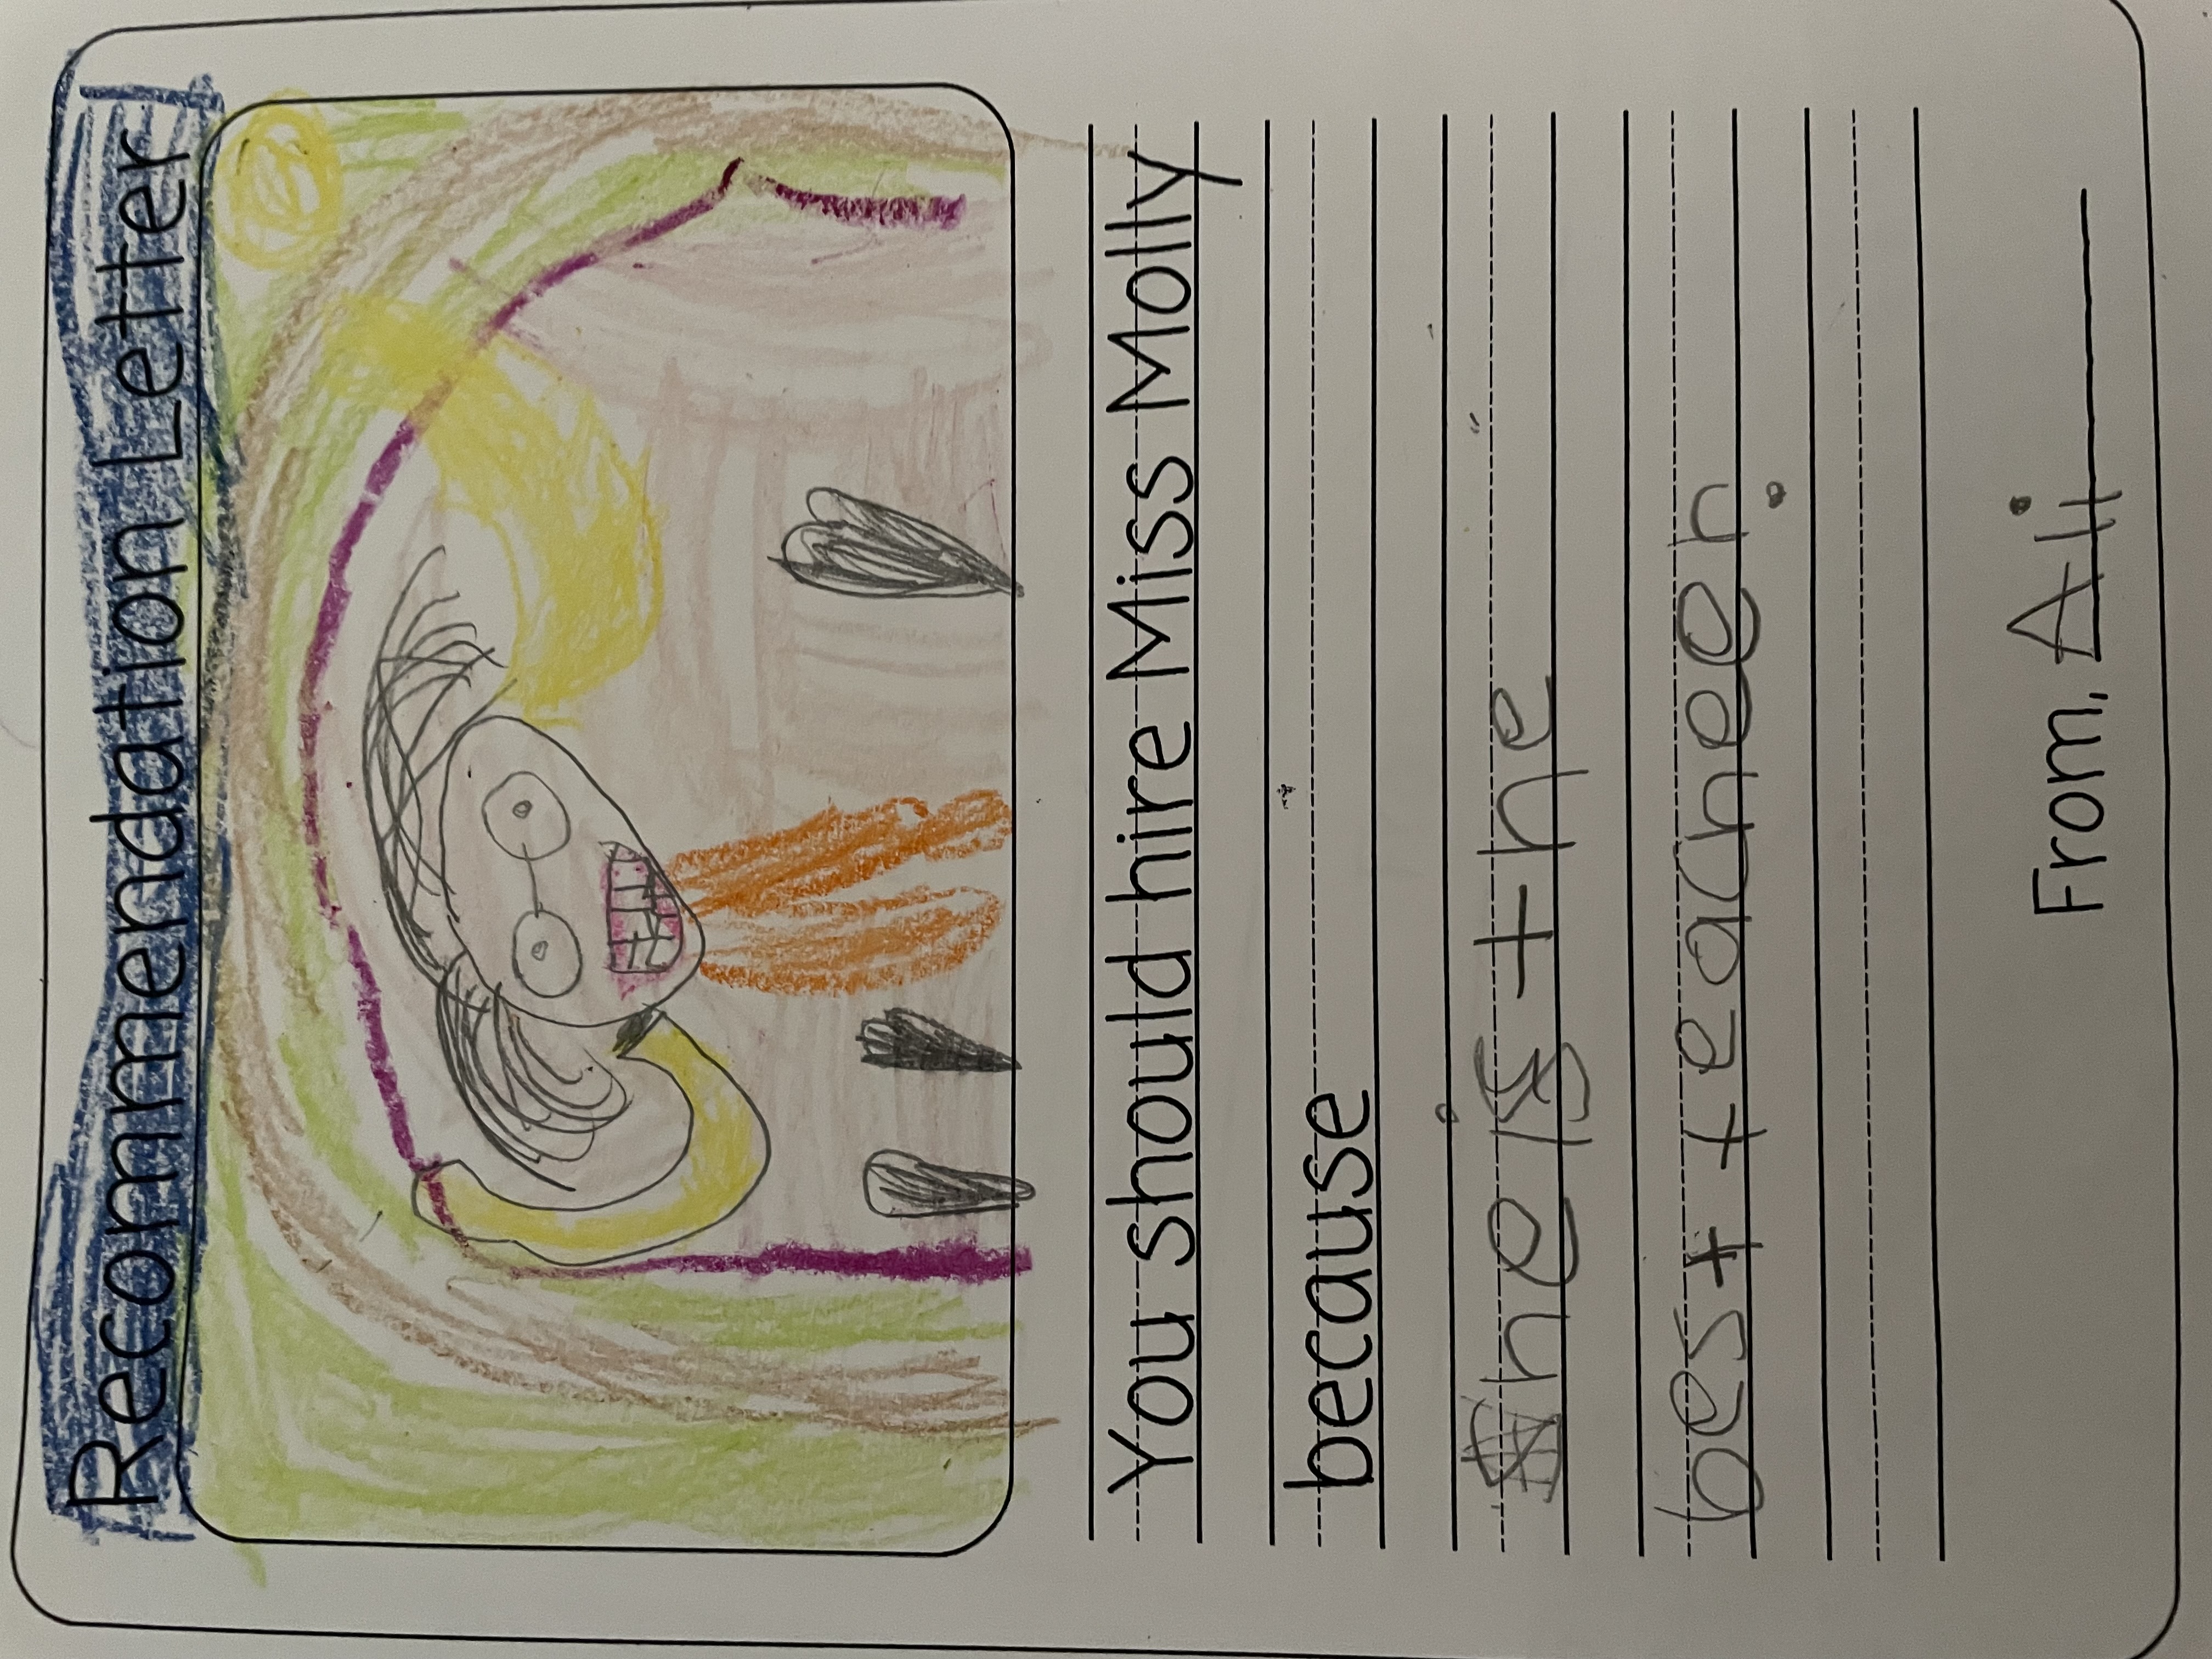 Recommendation Letter
You should hire Miss Molly
because
She is the
best teacheer.
From, Ali